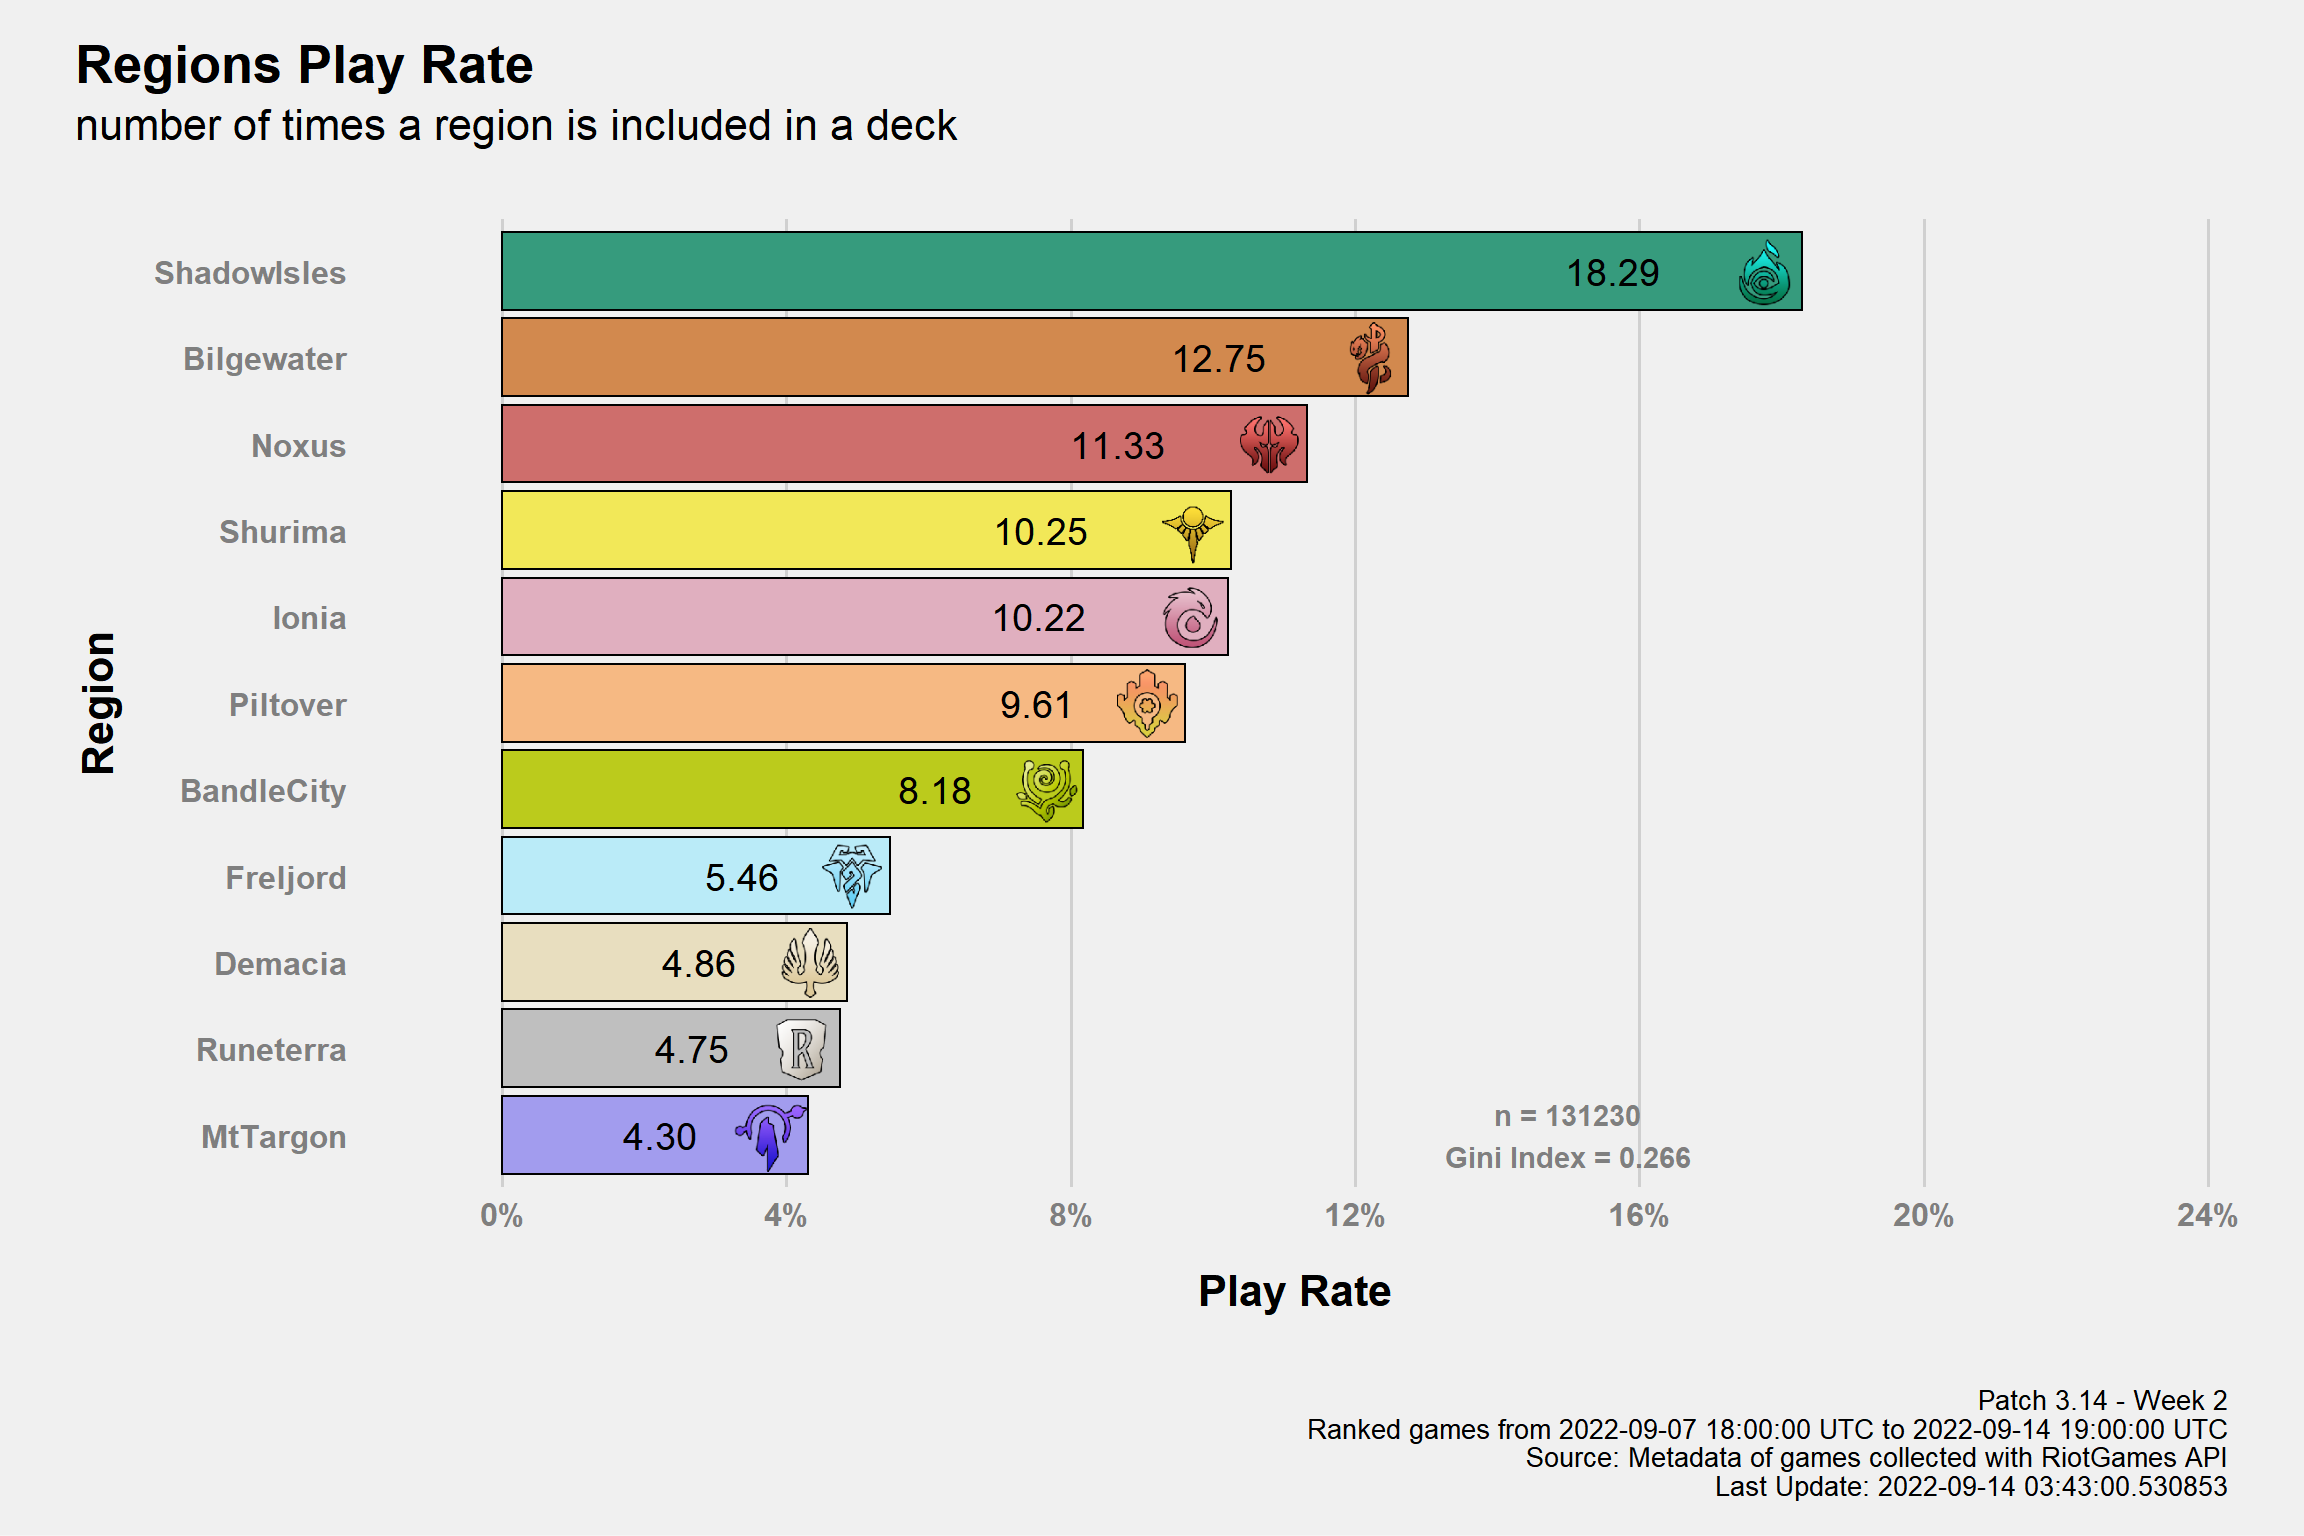 Regions Play Rate
number of times a region is included in a deck
Region
ShadowIsles 18.29
Bilgewater 12.75
Noxus 11.33
Shurima 10.25
Ionia 10.22
Piltover 9.61
BandleCity 8.18
Freljord 5.46
Demacia 4.86
Runeterra 4.75 R
MtTargon 4.30
n = 131230
Gini Index = 0.266
0% 4% 8% 12% 16% 20% 24%
Play Rate
Patch 3.14 - Week 2
Ranked games from 2022-09-07 18:00:00 UTC to 2022-09-14 19:00:00 UTC
Source: Metadata of games collected with RiotGames API
Last Update: 2022-09-14 03:43:00.530853